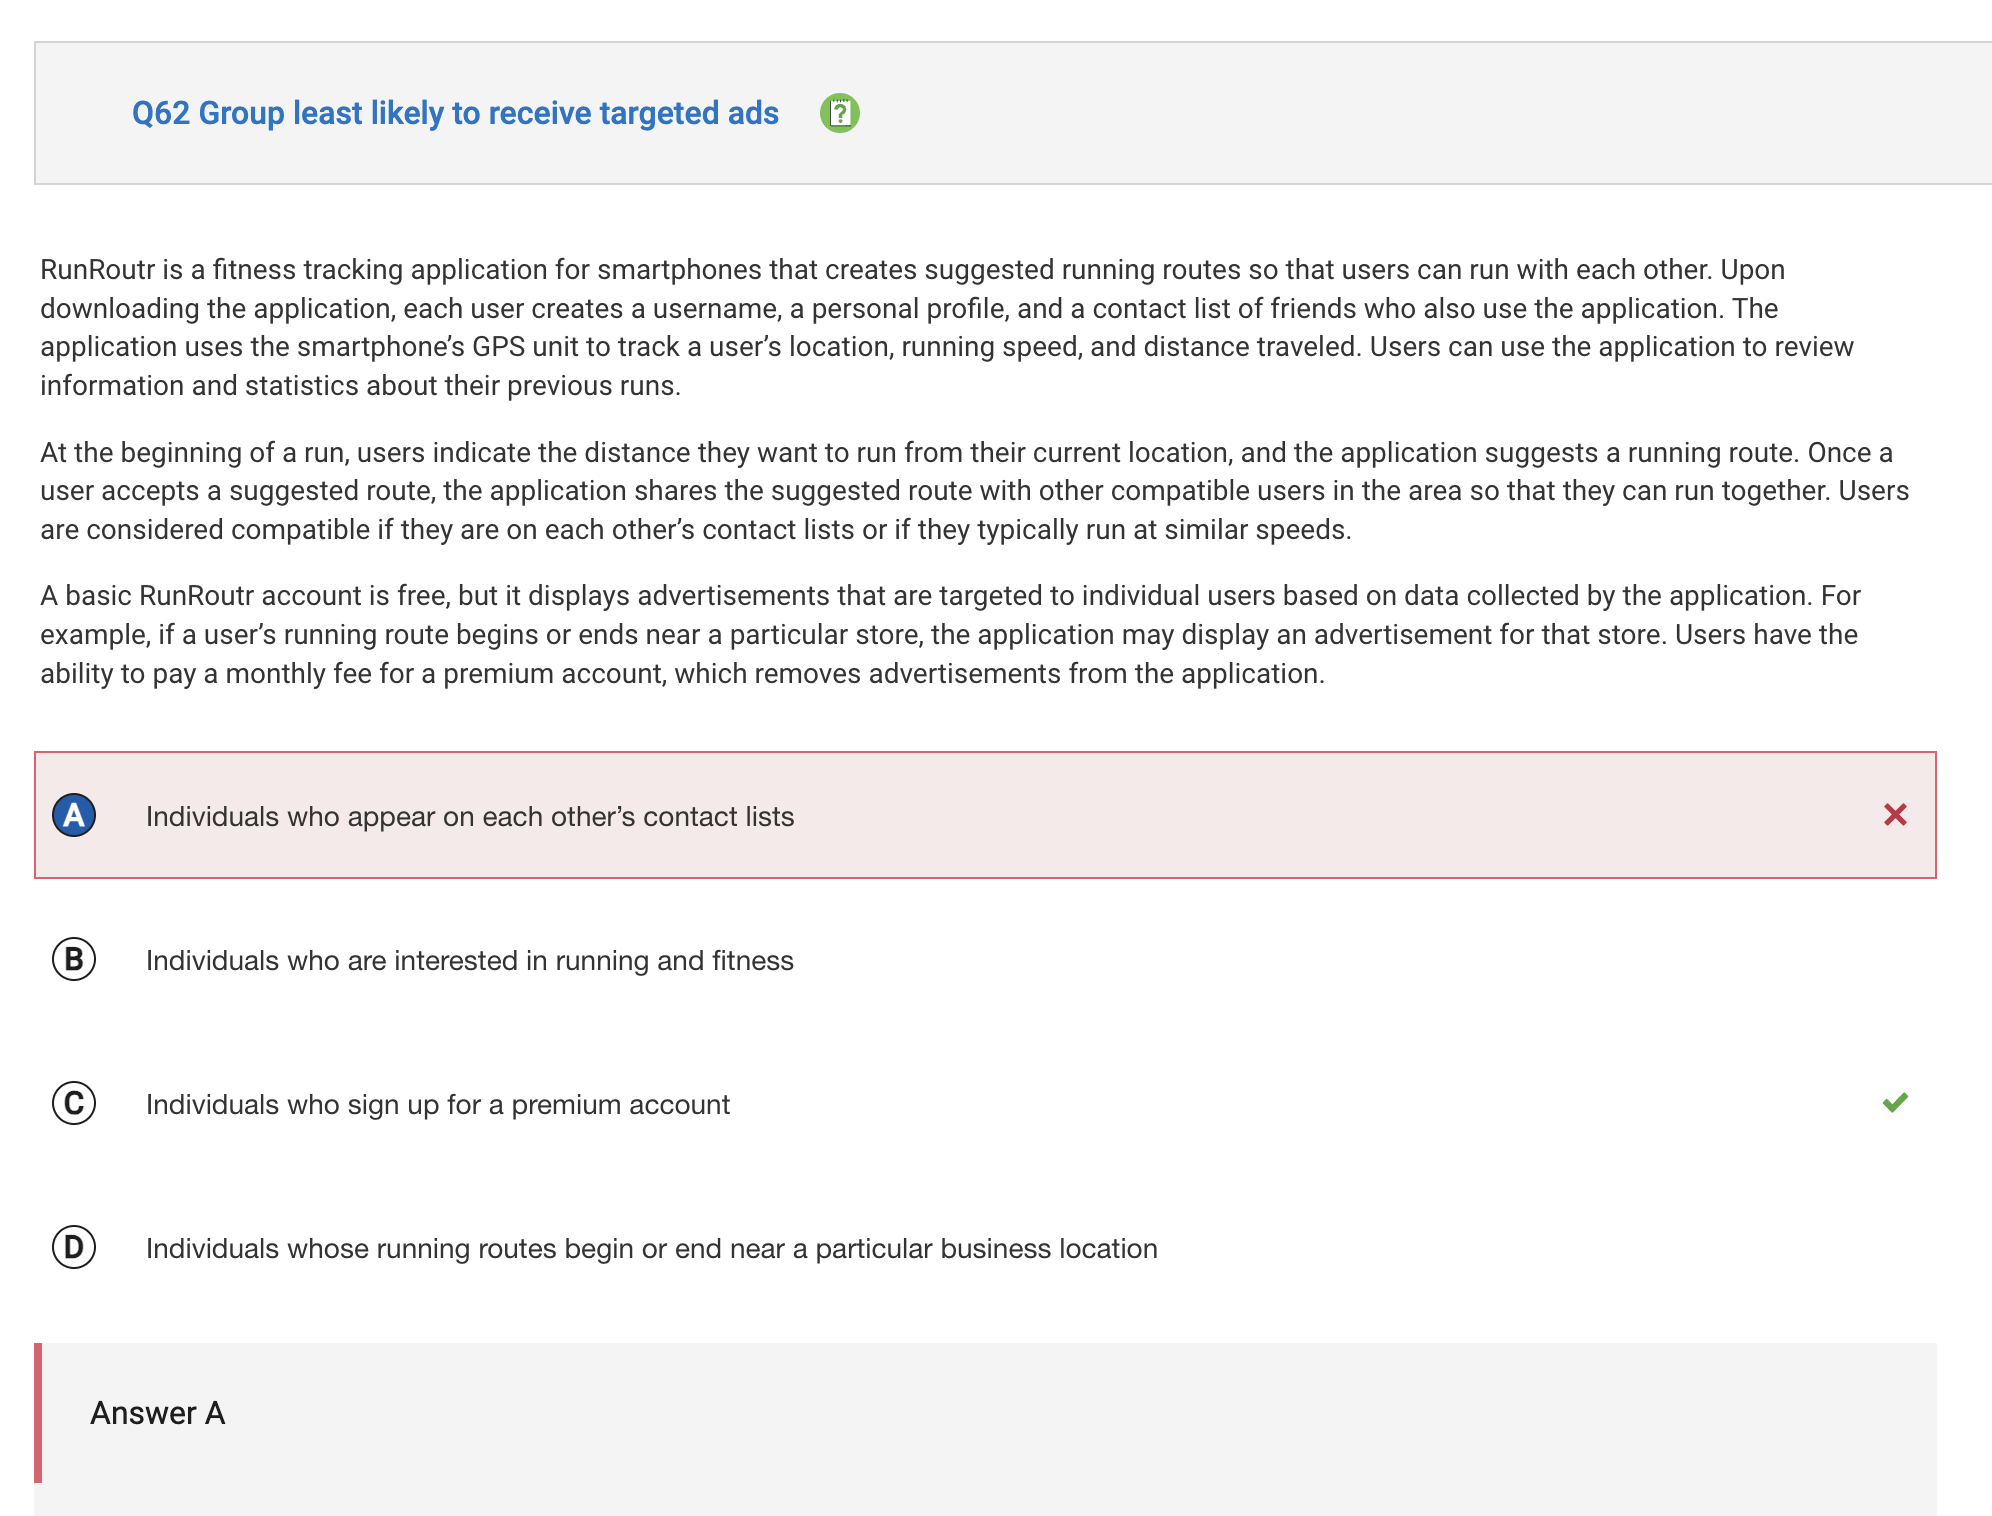 Q62 Group least likely to receive targeted ads
?
RunRoutr is a fitness tracking application for smartphones that creates suggested running routes so that users can run with each other. Upon
downloading the application, each user creates a username, a personal profile, and a contact list of friends who also use the application. The
application uses the smartphone’s GPS unit to track a user’s location, running speed, and distance traveled. Users can use the application to review
information and statistics about their previous runs.
At the beginning of a run, users indicate the distance they want to run from their current location, and the application suggests a running route. Once a
user accepts a suggested route, the application shares the suggested route with other compatible users in the area so that they can run together. Users
are considered compatible if they are on each other’s contact lists or if they typically run at similar speeds.
A basic RunRoutr account is free, but it displays advertisements that are targeted to individual users based on data collected by the application. For
example, if a user’s running route begins or ends near a particular store, the application may display an advertisement for that store. Users have the
ability to pay a monthly fee for a premium account, which removes advertisements from the application.
A Individuals who appear on each other’s contact lists
B Individuals who are interested in running and fitness
C Individuals who sign up for a premium account
D Individuals whose running routes begin or end near a particular business location
Answer A